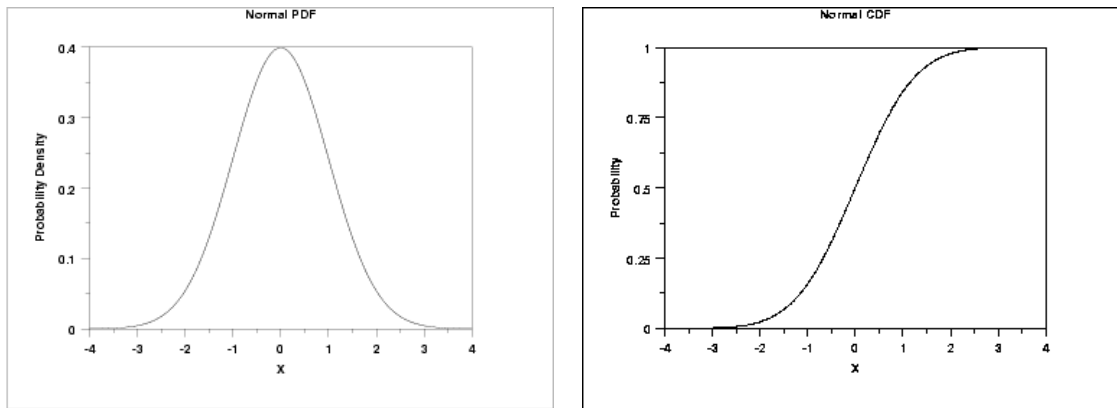 Normal PDF
0.4
0.3
0.2
0.1
0
Probability Density
-4 -3 -2 -1 0 1 2 3 4
X
Normal CDF
1
0.75
0.5
0.25
0
Probability
-4 -3 -2 -1 0 1 2 3 4
X